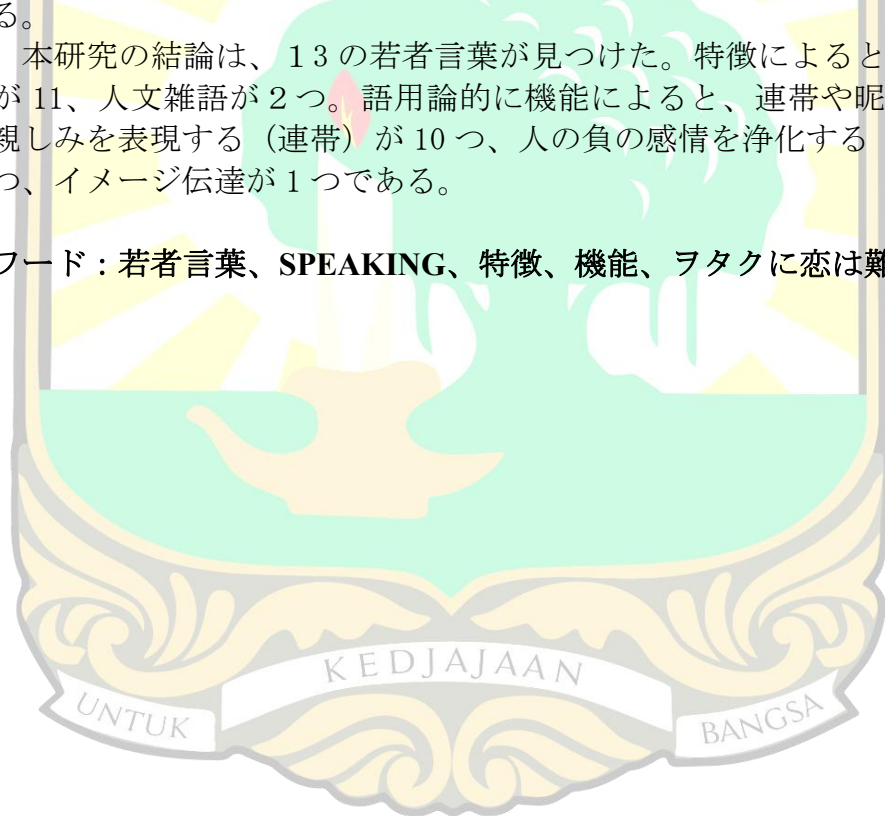 る。
本研究の結論は、１３の若者言葉が見つけた。特徴によると
が 11、人文雑語が２つ。語用論的に機能によると、連帯や昵
親しみを表現する（連帯）が 10 つ、人の負の感情を浄化する
つ、イメージ伝達が１つである。
ワード：若者言葉、SPEAKING、特徴、機能、ヲタクに恋は難
KEDJAJAAN
UNTUK
BANGSA